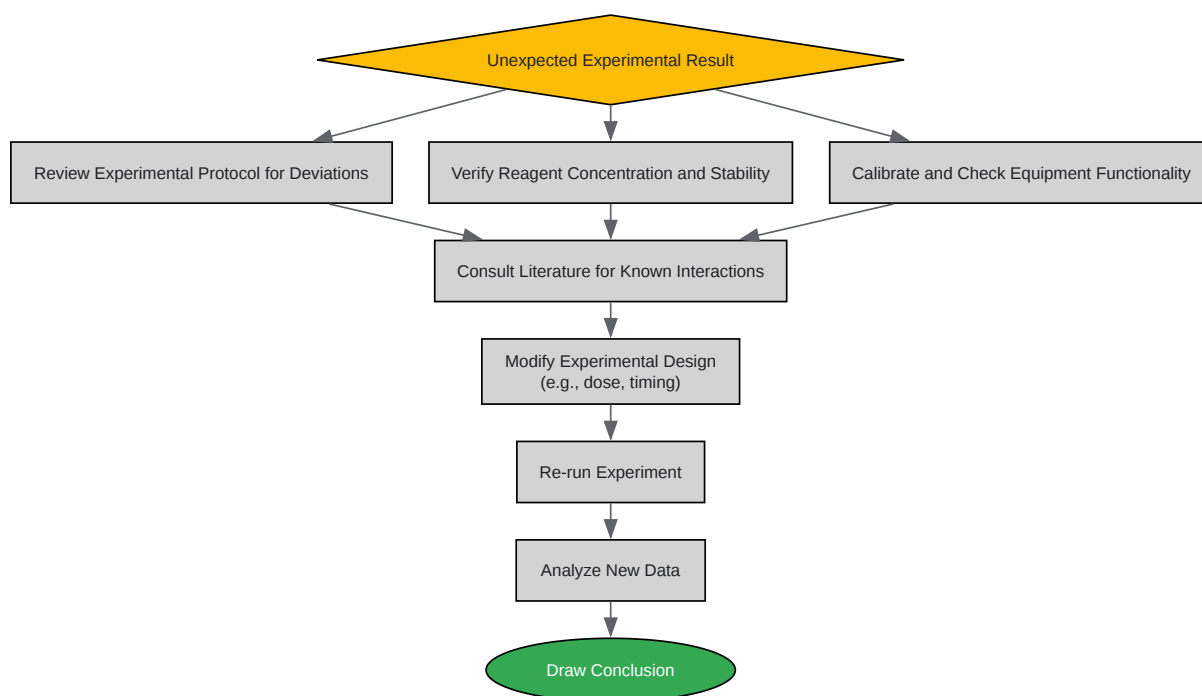 Unexpected Experimental Result
Review Experimental Protocol for Deviations
Verify Reagent Concentration and Stability
Calibrate and Check Equipment Functionality
Consult Literature for Known Interactions
Modify Experimental Design
(e.g., dose, timing)
Re-run Experiment
Analyze New Data
Draw Conclusion